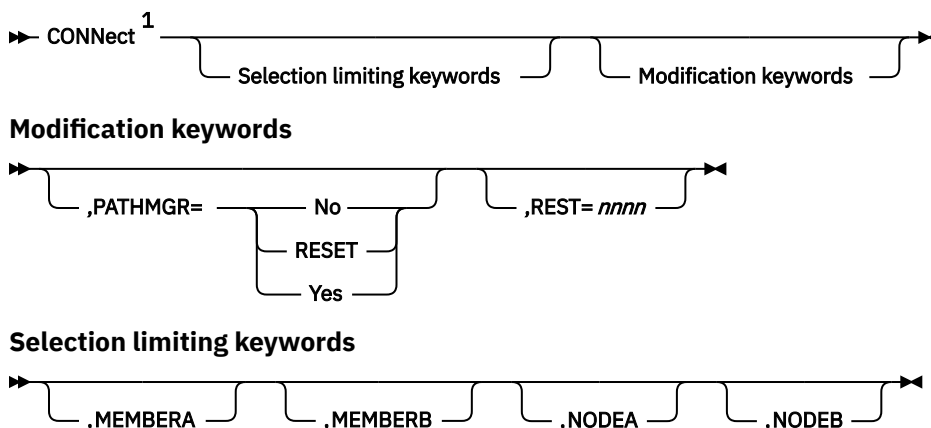 CONNect 1
Selection limiting keywords Modification keywords
Modification keywords
,PATHMGR= No ,REST= nnnn
RESET
Yes
Selection limiting keywords
,MEMBERA ,MEMBERB ,NODEA ,NODEB